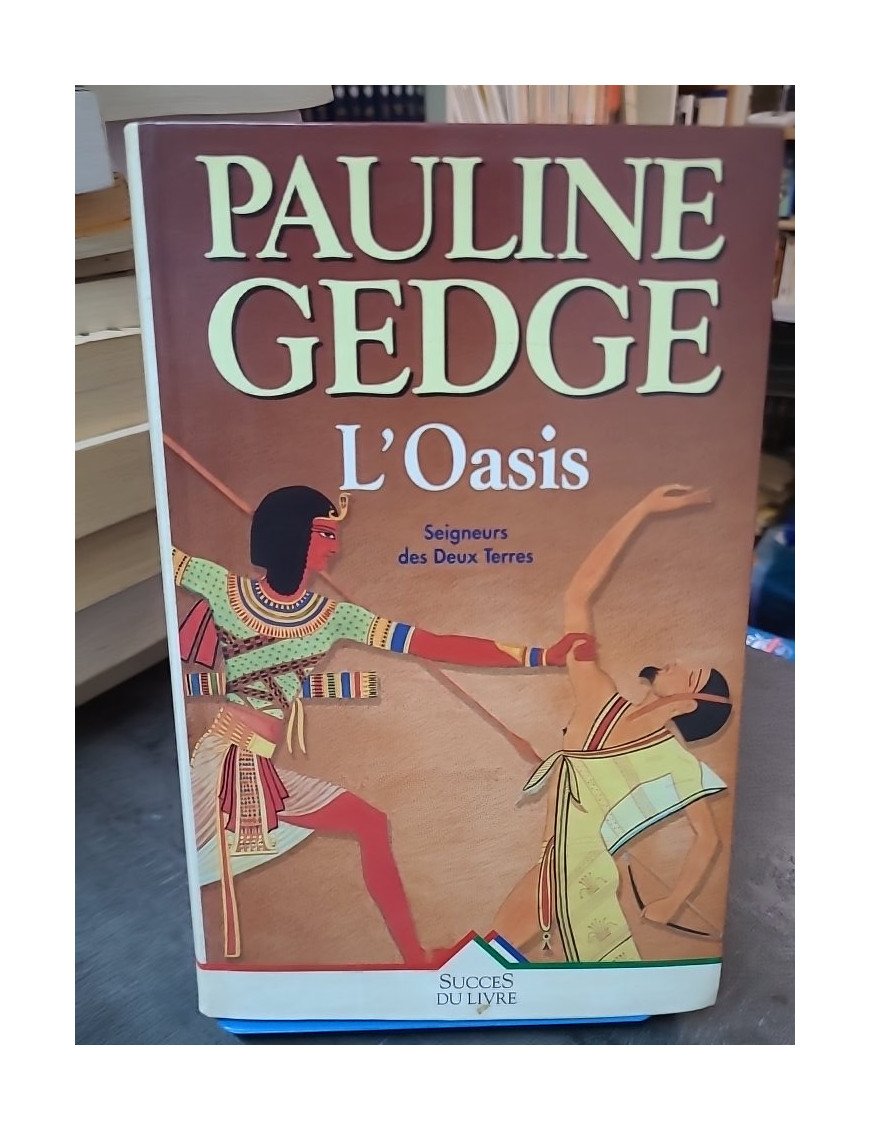 PAULINE
GEDGE
L'Oasis
Seigneurs
des Deux Terres
SUCCES
DU LIVRE